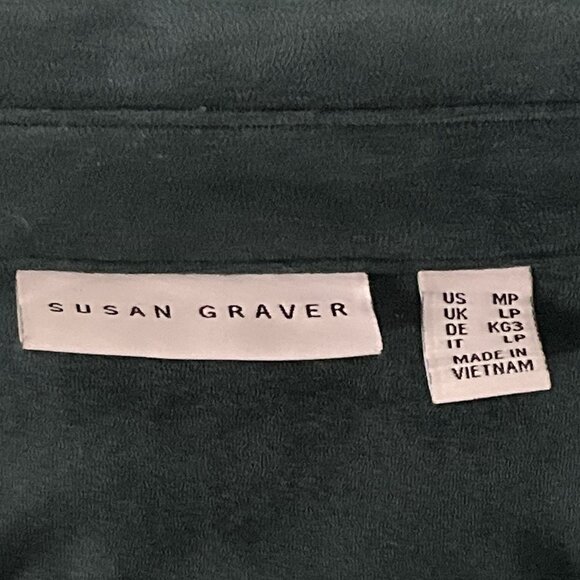 SUSAN GRAVER
US MP
UK LP
DE KG3
IT LP
MADE IN
VIETNAM